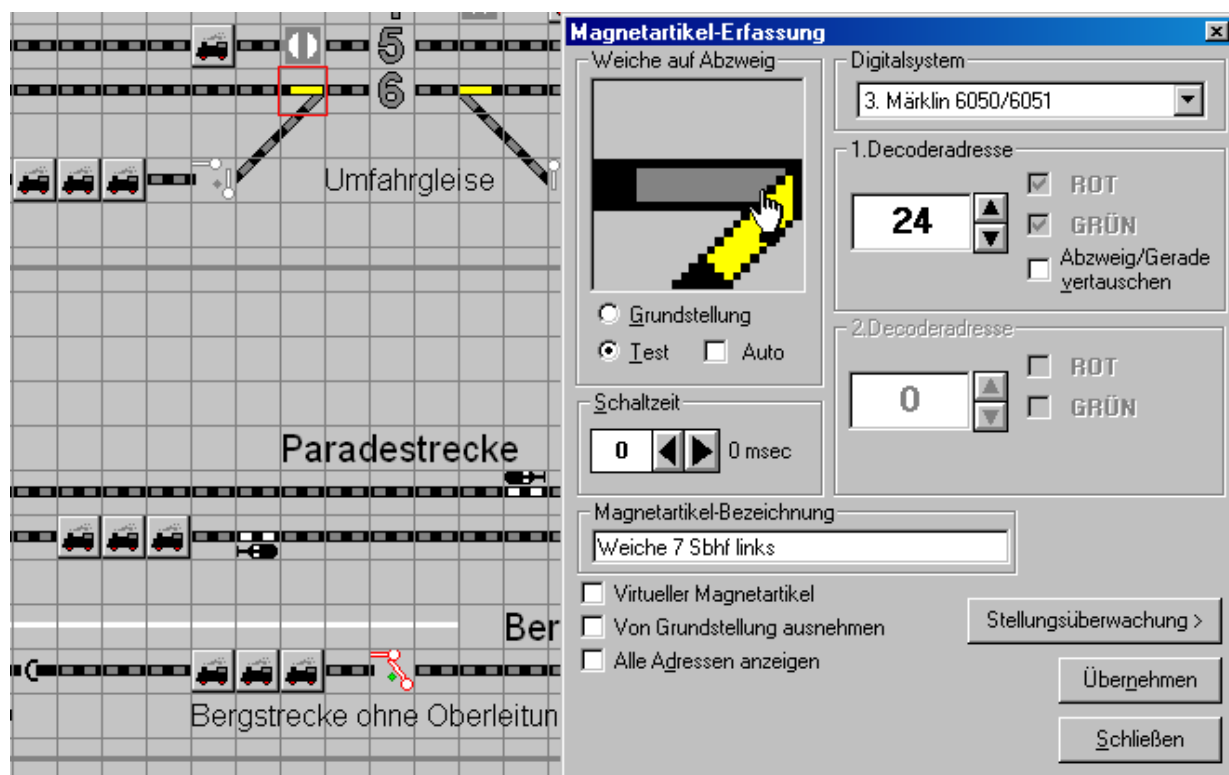 5
6
Umfahrgleise
Paradestrecke
Ber
Bergstrecke ohne Oberleitun
Magnetartikel-Erfassung
Weiche auf Abzweig
Grundstellung
Test
Auto
Schaltzeit
0
0 msec
Digitalsystem
3. Märklin 6050/6051
1.Decoderadresse
24
ROT
GRÜN
Abzweig/Gerade
vertauschen
2.Decoderadresse
0
ROT
GRÜN
Magnetartikel-Bezeichnung
Weiche 7 Sbhf links
Virtueller Magnetartikel
Von Grundstellung ausnehmen
Alle Adressen anzeigen
Stellungsüberwachung >
Übernehmen
Schließen